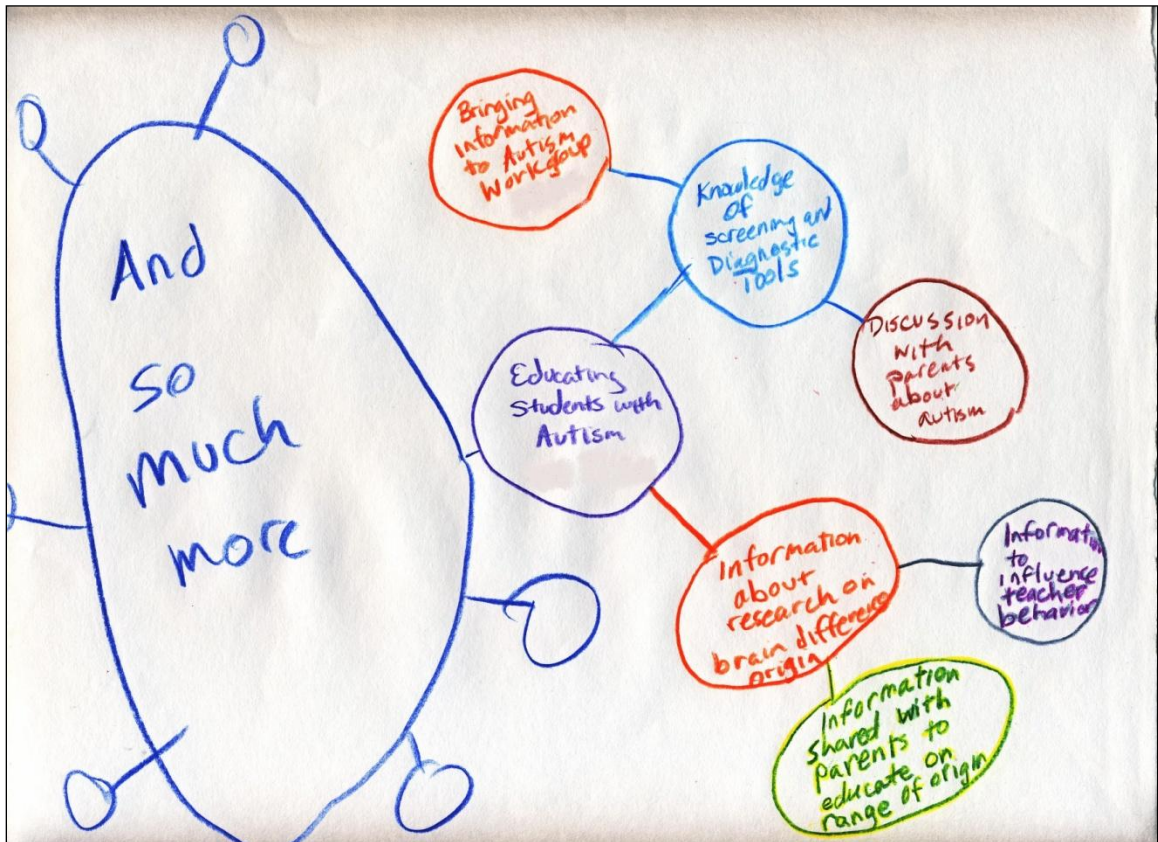 And
so
much
more
Bringing
Information
to Autism
Workgroup
Knowledge
of
screening and
Diagnostic
Tools
Discussion
with
parents
about
autism
Educating
Students with
Autism
Information
about
research on
brain difference
origin
Information
to
influence
teacher
behavior
Information
shared with
parents to
educate on
range of origin